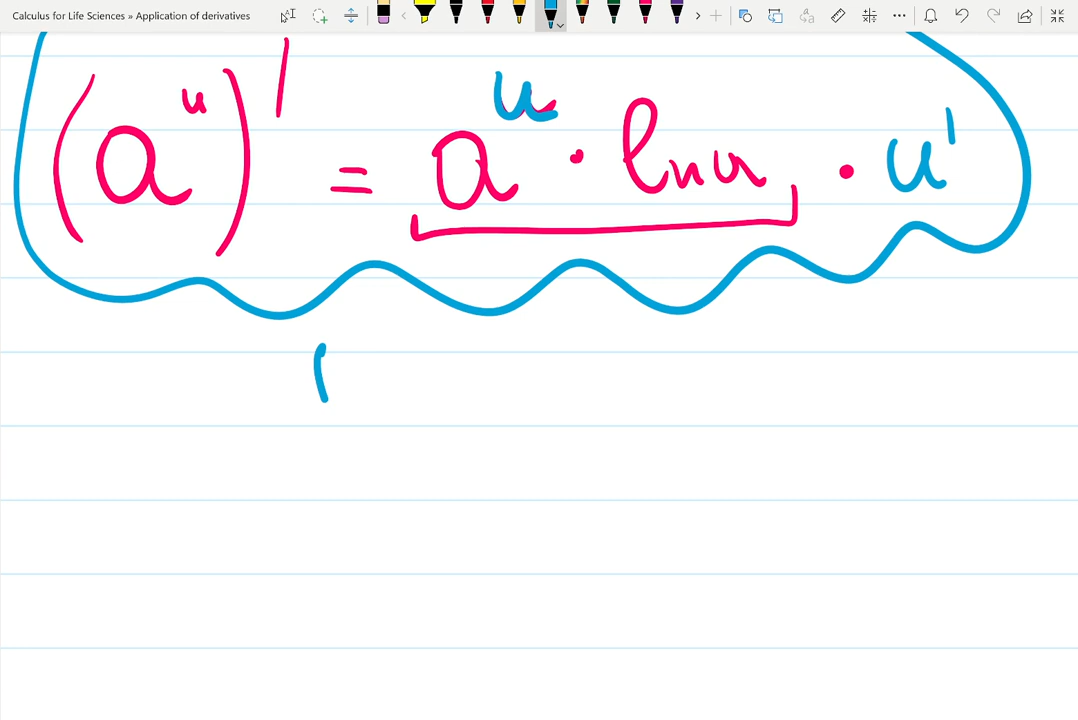 Calculus for Life Sciences » Application of derivatives
(a^u)' = a^u · ln a · u'
(